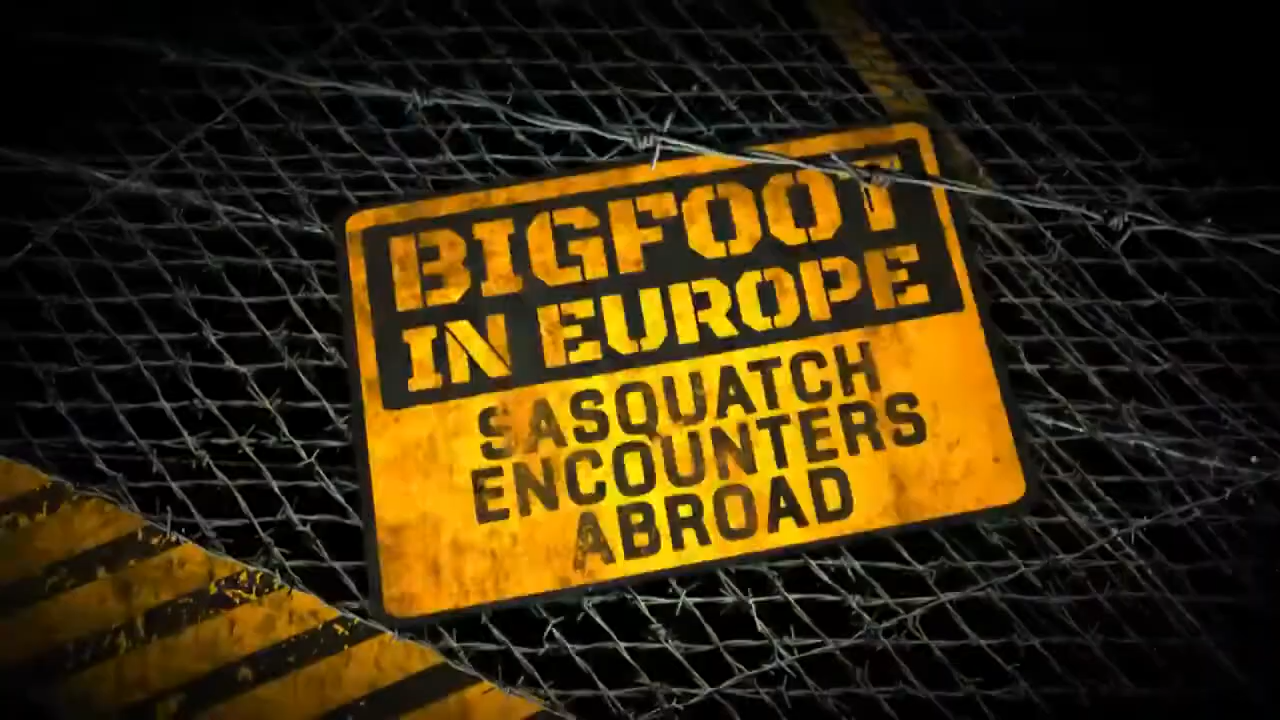 BIGFOOT
IN EUROPE
SASQUATCH
ENCOUNTERS
ABROAD